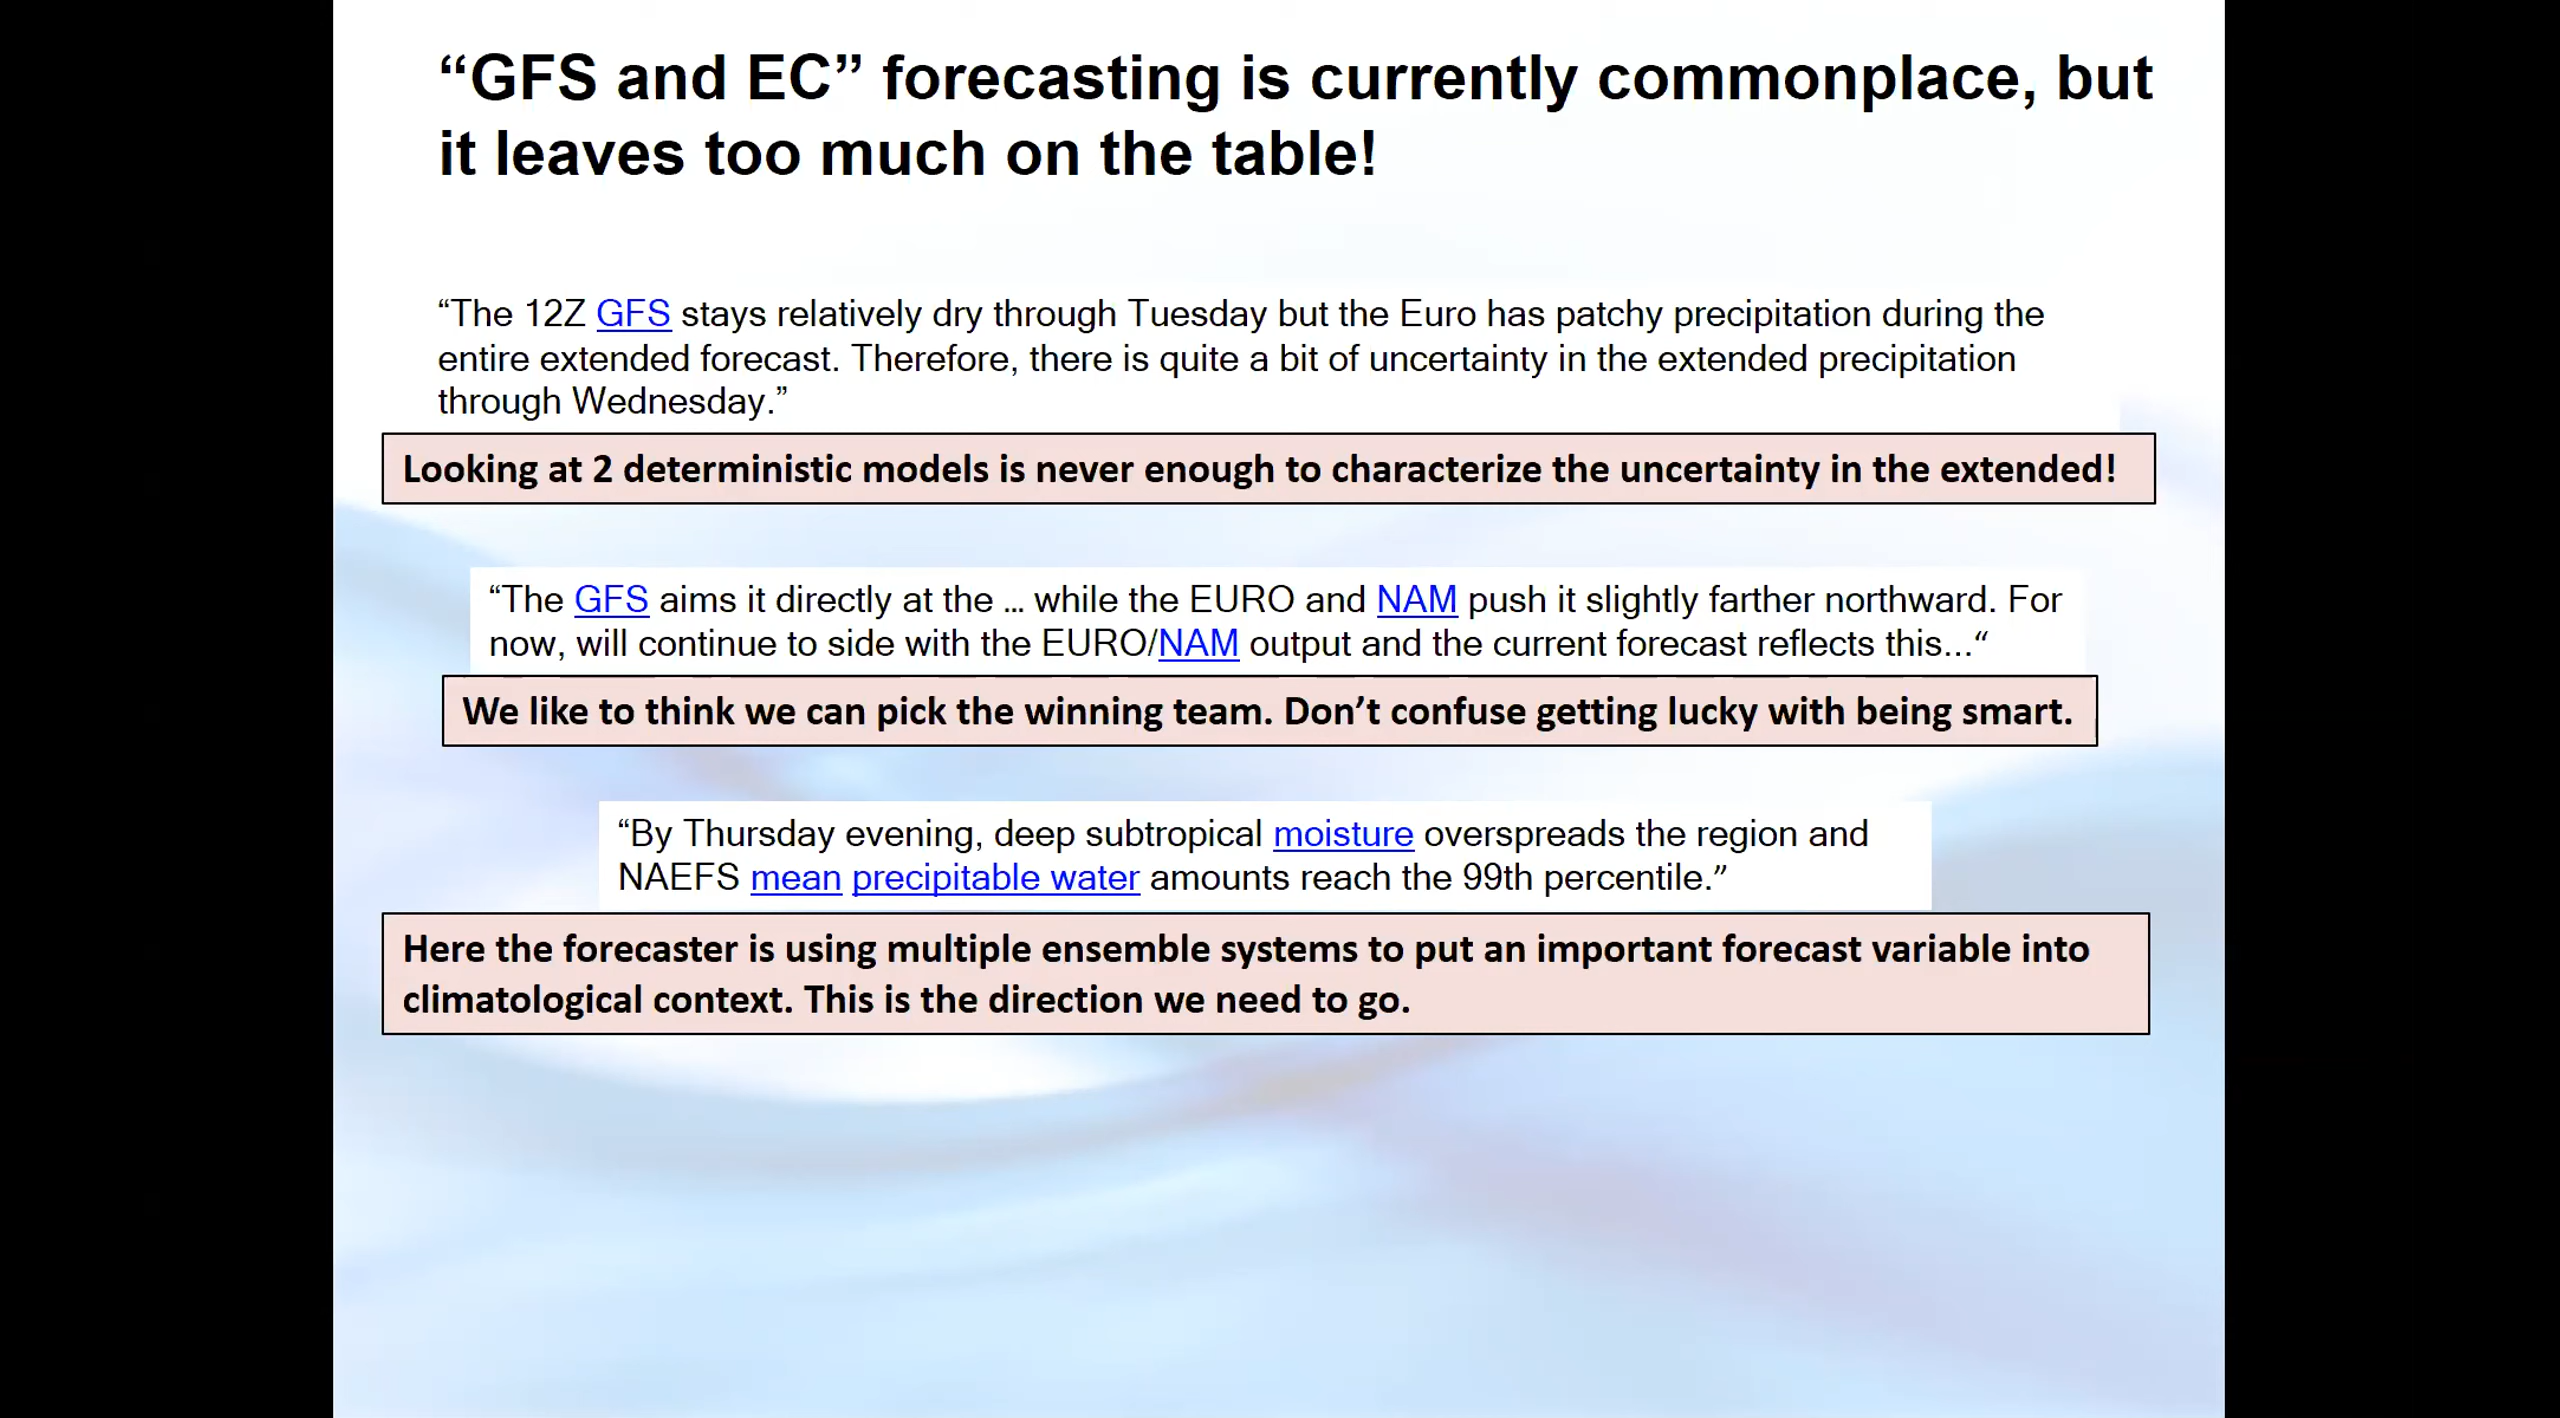 “GFS and EC” forecasting is currently commonplace, but
it leaves too much on the table!
“The 12Z GFS stays relatively dry through Tuesday but the Euro has patchy precipitation during the
entire extended forecast. Therefore, there is quite a bit of uncertainty in the extended precipitation
through Wednesday.”
Looking at 2 deterministic models is never enough to characterize the uncertainty in the extended!
“The GFS aims it directly at the ... while the EURO and NAM push it slightly farther northward. For
now, will continue to side with the EURO/NAM output and the current forecast reflects this...“
We like to think we can pick the winning team. Don’t confuse getting lucky with being smart.
“By Thursday evening, deep subtropical moisture overspreads the region and
NAEFS mean precipitable water amounts reach the 99th percentile.”
Here the forecaster is using multiple ensemble systems to put an important forecast variable into
climatological context. This is the direction we need to go.